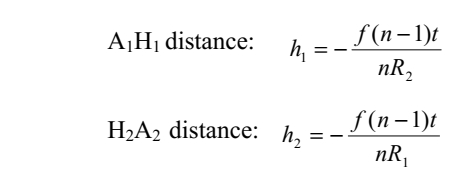 A₁H₁ distance: h₁ = − f(n−1)t / nR₂
H₂A₂ distance: h₂ = − f(n−1)t / nR₁